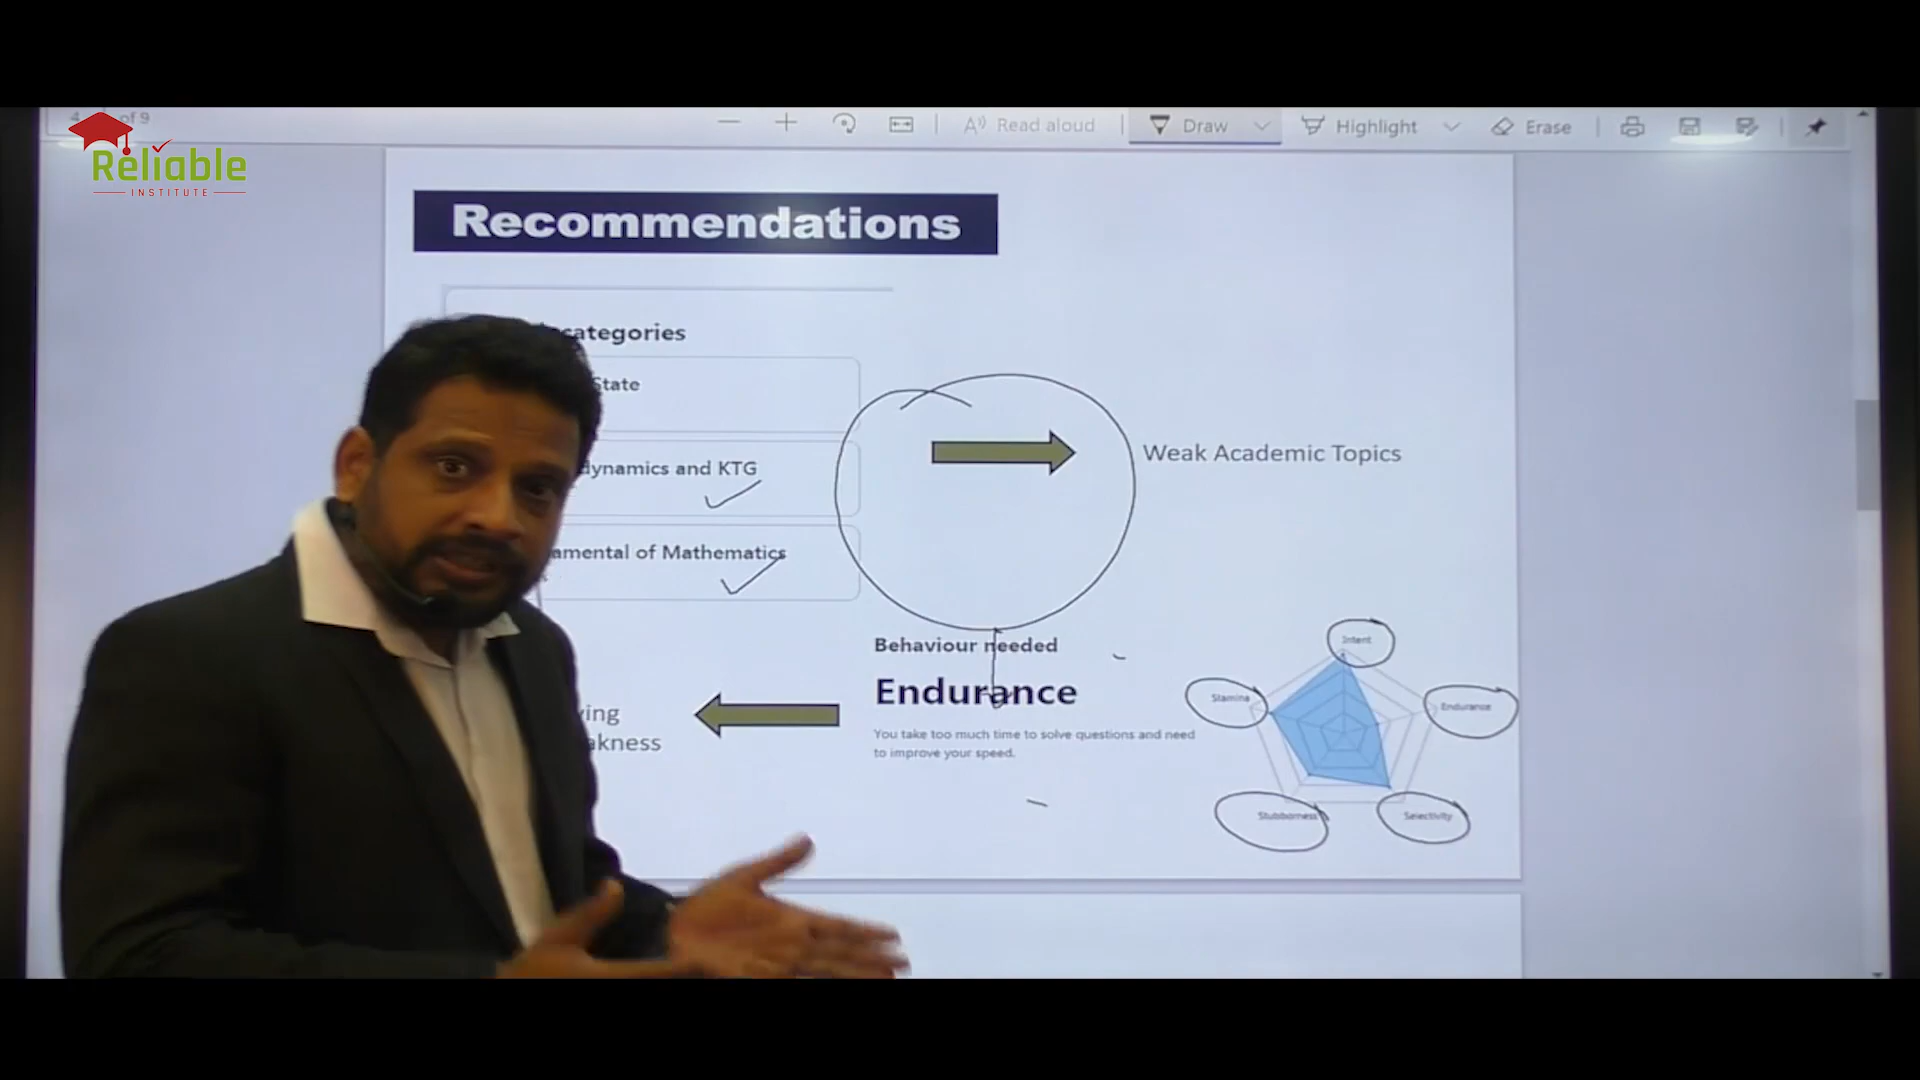 4 of 9
Read aloud
Draw
Highlight
Erase
Reliable
INSTITUTE
Recommendations
categories
State
dynamics and KTG
amental of Mathematics
Weak Academic Topics
Behaviour needed
Endurance
You take too much time to solve questions and need
to improve your speed.
ying
akness
Intent
Stamina
Endurance
Stubborness
Selectivity